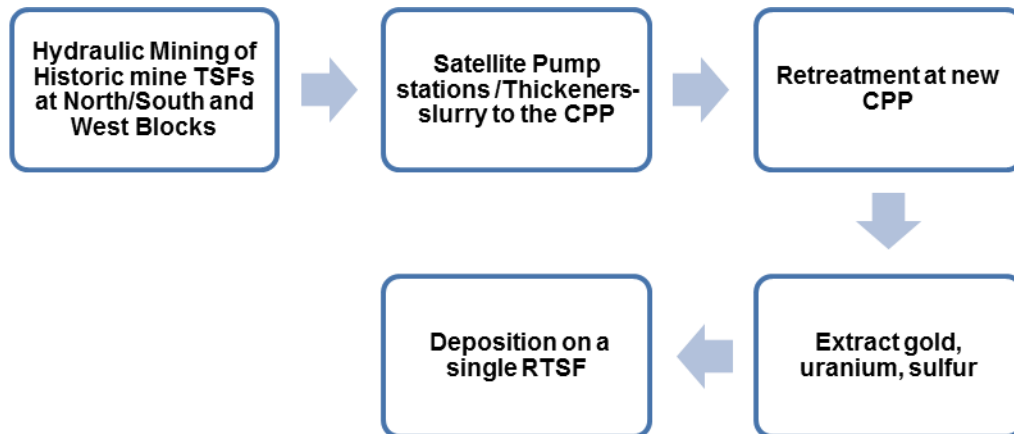 Hydraulic Mining of
Historic mine TSFs
at North/South and
West Blocks
Satellite Pump
stations /Thickeners-
slurry to the CPP
Retreatment at new
CPP
Extract gold,
uranium, sulfur
Deposition on a
single RTSF